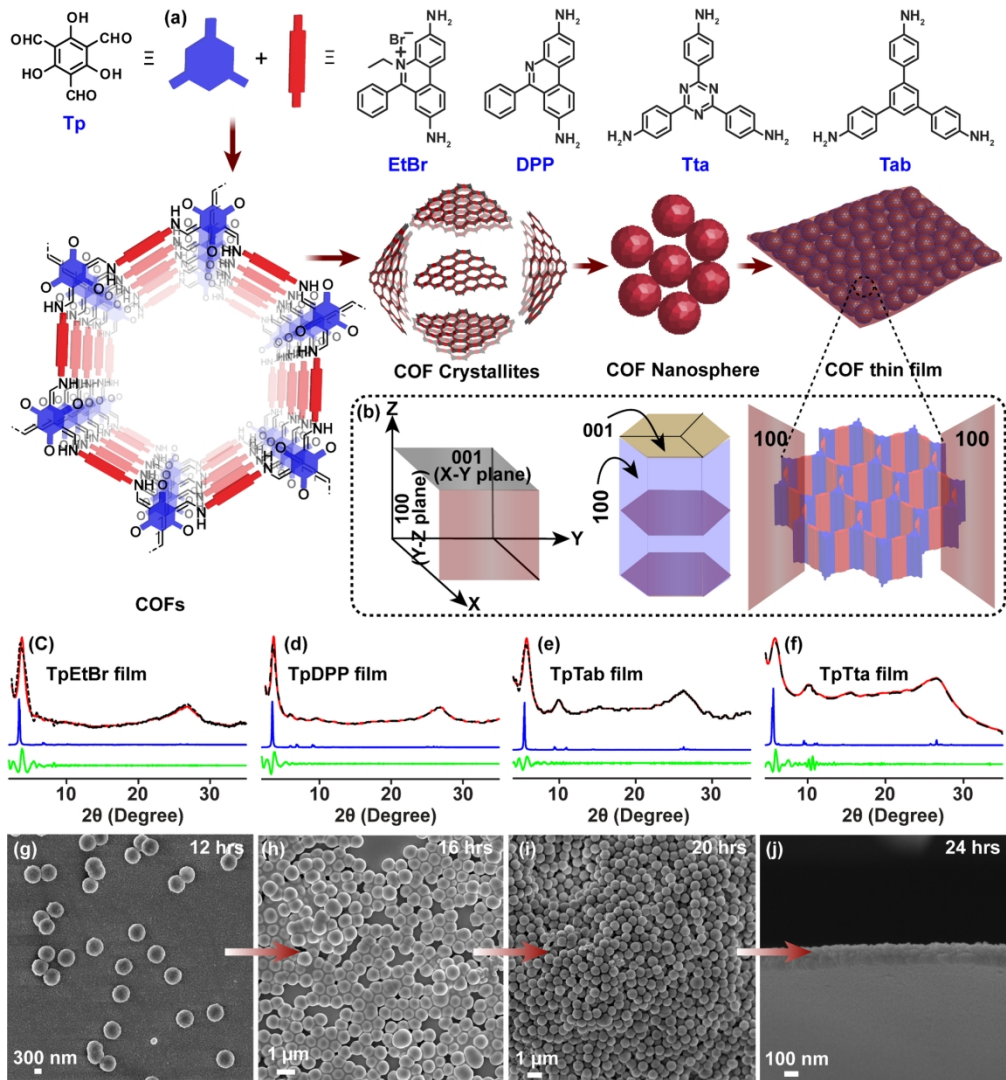 (a)
OH
CHO
CHO
HO
OH
CHO
Tp
+
NH₂
Br⁻
N
+
NH₂
EtBr
NH₂
N
NH₂
DPP
NH₂
N
N
N
H₂N
NH₂
Tta
NH₂
H₂N
NH₂
Tab
COFs
COF Crystallites
COF Nanosphere
COF thin film
(b)
Z
001
(X-Y plane)
100
(Y-Z plane)
Y
X
001
100
100
100
(C)
TpEtBr film
(d)
TpDPP film
(e)
TpTab film
(f)
TpTta film
10 20 30
2θ (Degree)
10 20 30
2θ (Degree)
10 20 30
2θ (Degree)
10 20 30
2θ (Degree)
(g)
12 hrs
300 nm
(h)
16 hrs
1 µm
(i)
20 hrs
1 µm
(j)
24 hrs
100 nm